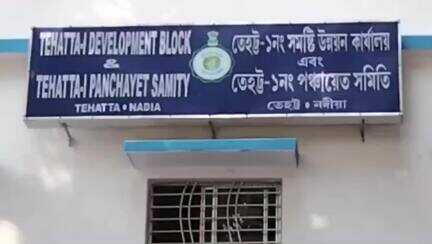 TEHATTA-I DEVELOPMENT BLOCK
&
TEHATTA-I PANCHAYET SAMITY
TEHATTA • NADIA
তেহট্ট-১নং সমষ্টি উন্নয়ন কার্যালয়
এবং
তেহট্ট-১নং পঞ্চায়েত সমিতি
তেহট্ট • নদীয়া